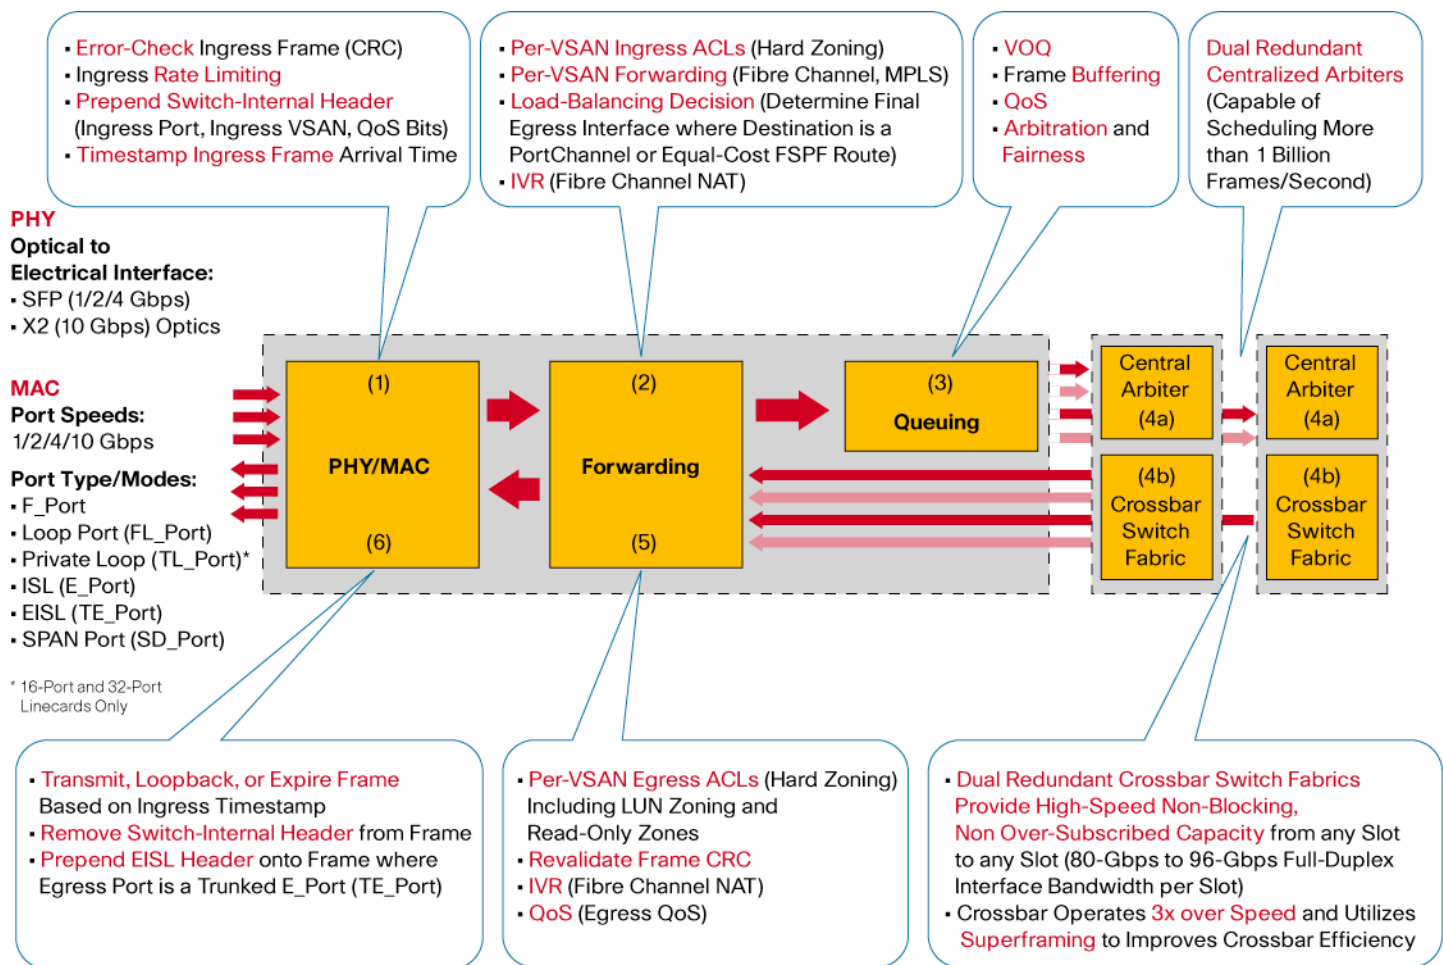 ▪ Error-Check Ingress Frame (CRC)
▪ Ingress Rate Limiting
▪ Prepend Switch-Internal Header
(Ingress Port, Ingress VSAN, QoS Bits)
▪ Timestamp Ingress Frame Arrival Time
▪ Per-VSAN Ingress ACLs (Hard Zoning)
▪ Per-VSAN Forwarding (Fibre Channel, MPLS)
▪ Load-Balancing Decision (Determine Final
Egress Interface where Destination is a
PortChannel or Equal-Cost FSPF Route)
▪ IVR (Fibre Channel NAT)
▪ VOQ
▪ Frame Buffering
▪ QoS
▪ Arbitration and
Fairness
Dual Redundant
Centralized Arbiters
(Capable of
Scheduling More
than 1 Billion
Frames/Second)
PHY
Optical to
Electrical Interface:
▪ SFP (1/2/4 Gbps)
▪ X2 (10 Gbps) Optics
MAC
Port Speeds:
1/2/4/10 Gbps
Port Type/Modes:
▪ F_Port
▪ Loop Port (FL_Port)
▪ Private Loop (TL_Port)*
▪ ISL (E_Port)
▪ EISL (TE_Port)
▪ SPAN Port (SD_Port)
* 16-Port and 32-Port
Linecards Only
(1)
PHY/MAC
(6)
(2)
Forwarding
(5)
(3)
Queuing
Central
Arbiter
(4a)
Central
Arbiter
(4a)
(4b)
Crossbar
Switch
Fabric
(4b)
Crossbar
Switch
Fabric
▪ Transmit, Loopback, or Expire Frame
Based on Ingress Timestamp
▪ Remove Switch-Internal Header from Frame
▪ Prepend EISL Header onto Frame where
Egress Port is a Trunked E_Port (TE_Port)
▪ Per-VSAN Egress ACLs (Hard Zoning)
Including LUN Zoning and
Read-Only Zones
▪ Revalidate Frame CRC
▪ IVR (Fibre Channel NAT)
▪ QoS (Egress QoS)
▪ Dual Redundant Crossbar Switch Fabrics
Provide High-Speed Non-Blocking,
Non Over-Subscribed Capacity from any Slot
to any Slot (80-Gbps to 96-Gbps Full-Duplex
Interface Bandwidth per Slot)
▪ Crossbar Operates 3x over Speed and Utilizes
Superframing to Improves Crossbar Efficiency